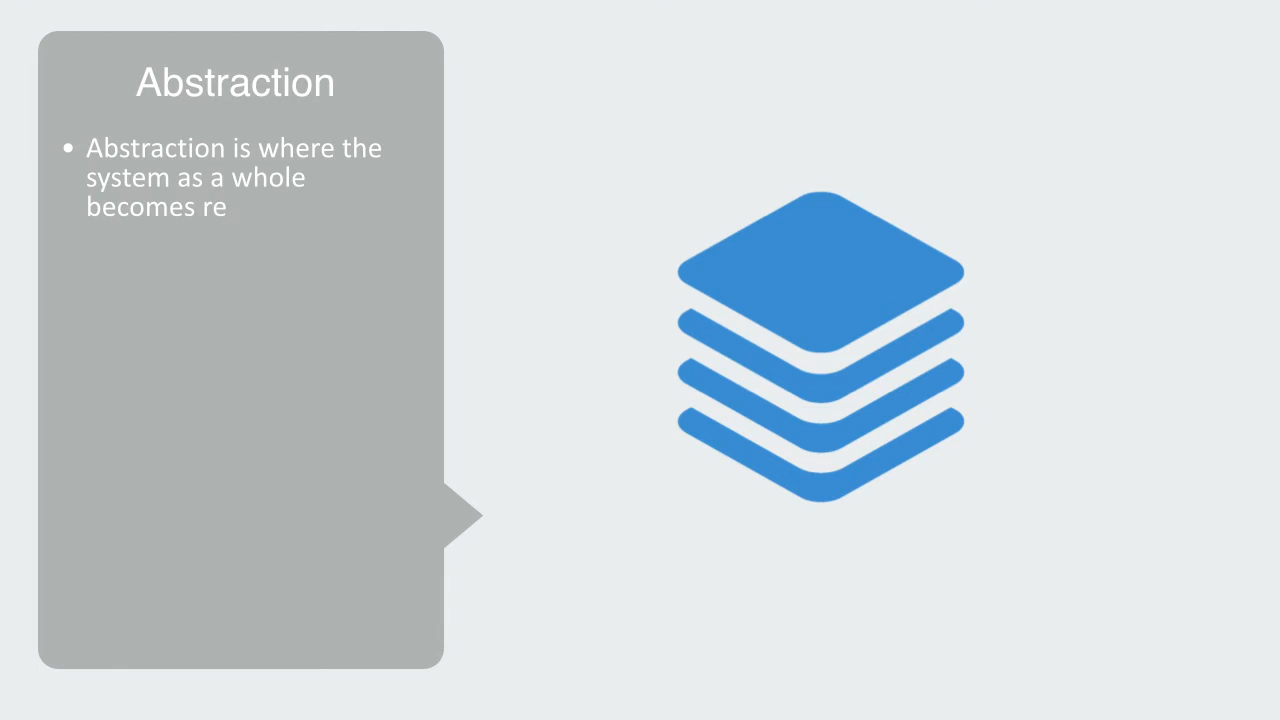 Abstraction
• Abstraction is where the
system as a whole
becomes re